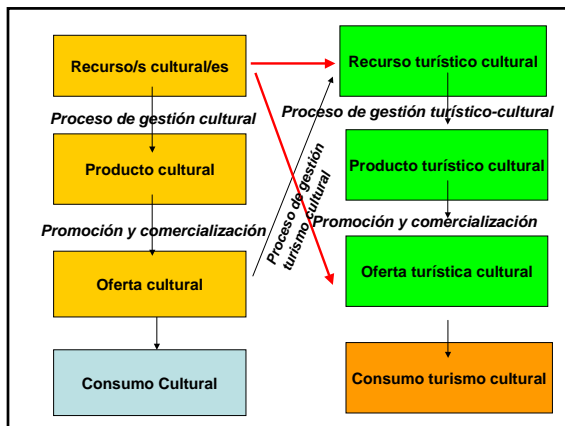 Recurso/s cultural/es
Recurso turístico cultural
Proceso de gestión cultural
Proceso de gestión turístico-cultural
Producto cultural
Producto turístico cultural
Proceso de gestión
turismo cultural
Promoción y comercialización
Promoción y comercialización
Oferta cultural
Oferta turística cultural
Consumo Cultural
Consumo turismo cultural